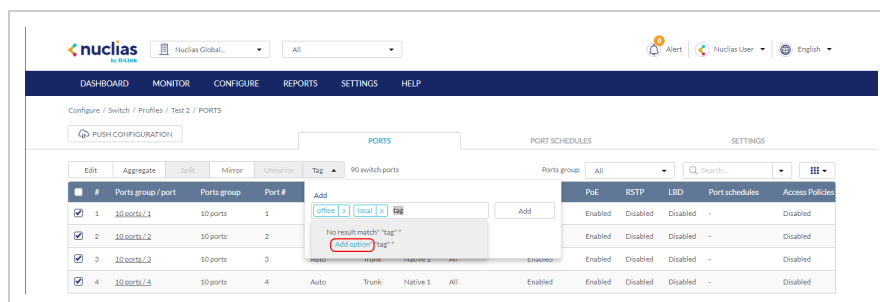 nuclias
by D-Link
Nuclias Global...
All
Alert
Nuclias User
English
DASHBOARD MONITOR CONFIGURE REPORTS SETTINGS HELP
Configure / Switch / Profiles / Test 2 / PORTS
PUSH CONFIGURATION
PORTS PORT SCHEDULES SETTINGS
Edit Aggregate Split Mirror Unmirror Tag 90 switch ports Ports group: All Search...
# Ports group / port Ports group Port # PoE RSTP LBD Port schedules Access Policies
Add
office x local x tag Add
1 10 ports / 1 10 ports 1 Enabled Disabled Disabled - Disabled
No result match" "tag" "
Add option" "tag" "
2 10 ports / 2 10 ports 2 Enabled Disabled Disabled - Disabled
3 10 ports / 3 10 ports 3 Auto Trunk Native 1 All Enabled Enabled Disabled Disabled - Disabled
4 10 ports / 4 10 ports 4 Auto Trunk Native 1 All Enabled Enabled Disabled Disabled - Disabled